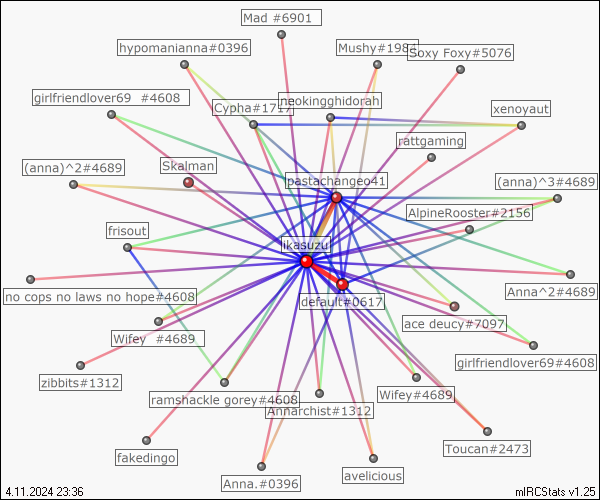 Mad #6901
hypomanianna#0396
Mushy#1984
Soxy Foxy#5076
girlfriendlover69 #4608
Cypha#1717
neokingghidorah
xenoyaut
rattgaming
(anna)^2#4689
Skalman
pastachangeo41
(anna)^3#4689
AlpineRooster#2156
frisout
ikasuzu
no cops no laws no hope#4608
default#0617
Anna^2#4689
Wifey #4689
ace deucy#7097
girlfriendlover69#4608
zibbits#1312
ramshackle gorey#4608
Annarchist#1312
Wifey#4689
Toucan#2473
fakedingo
Anna.#0396
avelicious
4.11.2024 23:36
mIRCStats v1.25